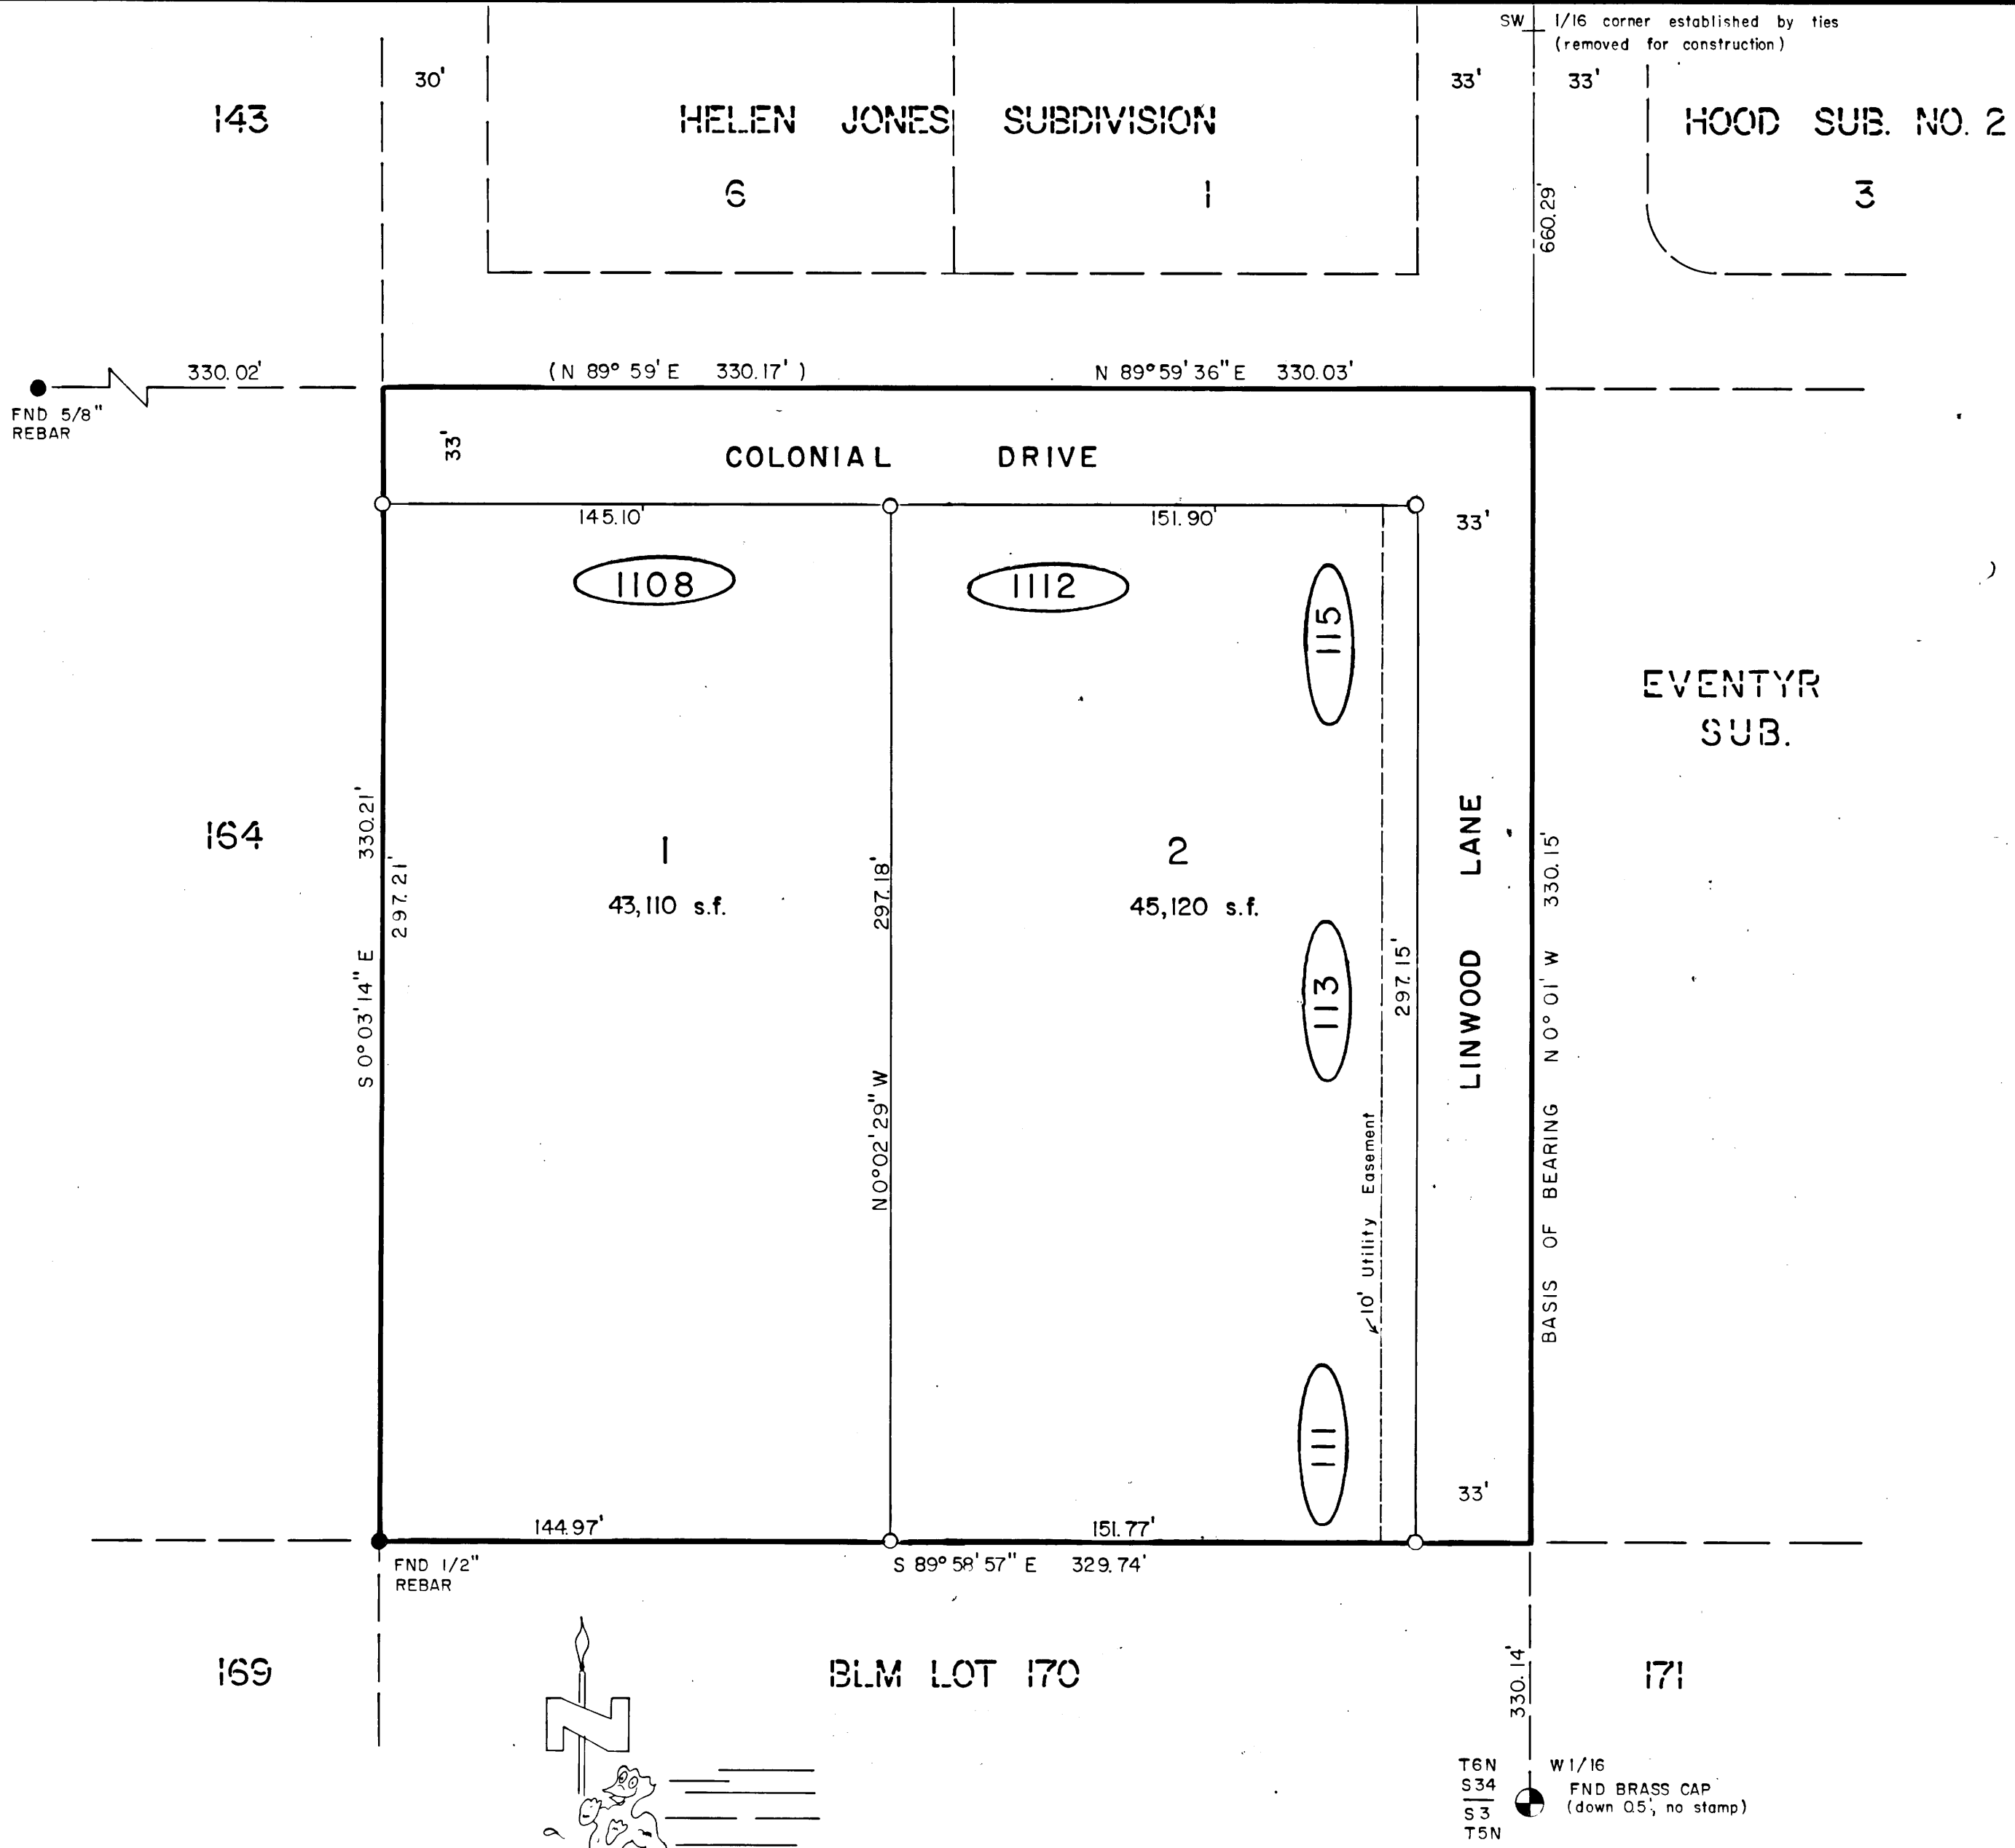 SW 1/16 corner established by ties
(removed for construction)
30'
33'
33'
143
HELEN JONES SUBDIVISION
HOOD SUB. NO. 2
6
1
3
660.29'
330.02'
(N 89° 59' E 330.17')
N 89° 59' 36" E 330.03'
FND 5/8"
REBAR
33'
COLONIAL DRIVE
145.10'
151.90'
33'
1108
1112
115
EVENTYR
SUB.
164
S 0° 03' 14" E 330.21'
297.21'
1
43,110 s.f.
N 0° 02' 29" W 297.18'
2
45,120 s.f.
113
297.15'
LINWOOD LANE
BASIS OF BEARING N 0° 01' W 330.15'
10' Utility Easement
111
33'
144.97'
151.77'
FND 1/2"
REBAR
S 89° 58' 57" E 329.74'
169
BLM LOT 170
171
330.14'
N
T6N
S34
S3
T5N
W 1/16
FND BRASS CAP
(down 0.5', no stamp)